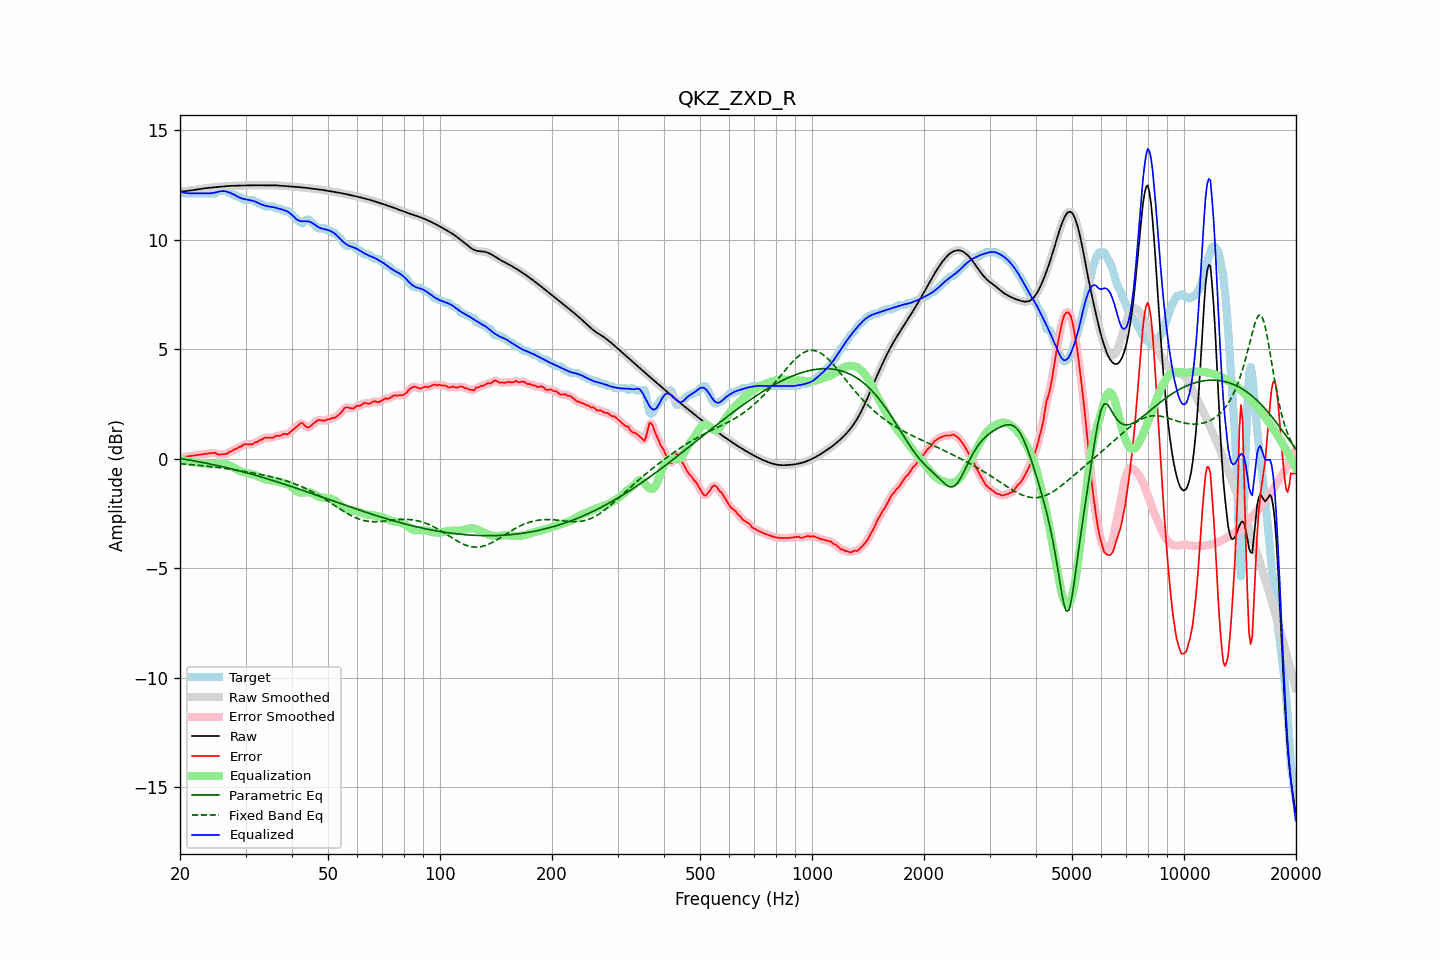 QKZ_ZXD_R
Amplitude (dBr)
15
10
5
0
−5
−10
−15
Target
Raw Smoothed
Error Smoothed
Raw
Error
Equalization
Parametric Eq
Fixed Band Eq
Equalized
20 50 100 200 500 1000 2000 5000 10000 20000
Frequency (Hz)